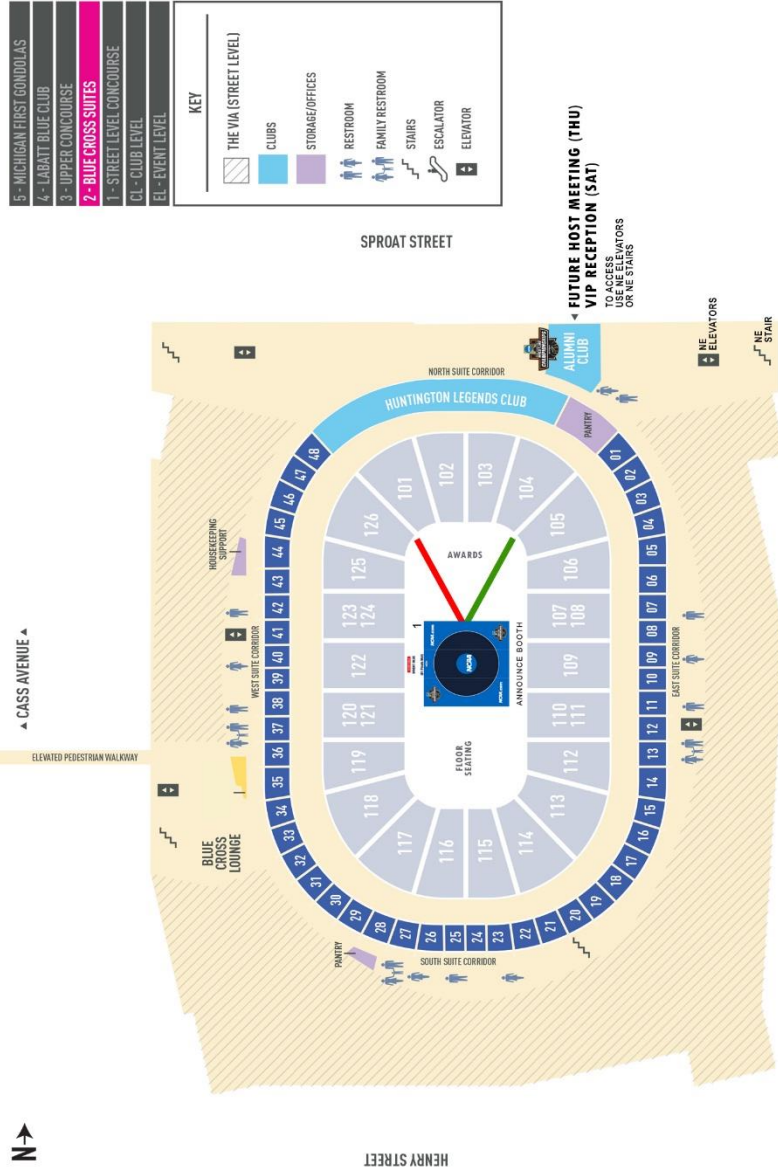 5 - MICHIGAN FIRST GONDOLAS
4 - LABATT BLUE CLUB
3 - UPPER CONCOURSE
2 - BLUE CROSS SUITES
1 - STREET LEVEL CONCOURSE
CL - CLUB LEVEL
EL - EVENT LEVEL
KEY
THE VIA (STREET LEVEL)
CLUBS
STORAGE/OFFICES
RESTROOM
FAMILY RESTROOM
STAIRS
ESCALATOR
ELEVATOR
SPROAT STREET
FUTURE HOST MEETING (THU)
VIP RECEPTION (SAT)
TO ACCESS
USE NE ELEVATORS
OR NE STAIRS
NE
ELEVATORS
NE
STAIR
ALUMNI
CLUB
NORTH SUITE CORRIDOR
HUNTINGTON LEGENDS CLUB
PANTRY
▲ CASS AVENUE ▲
ELEVATED PEDESTRIAN WALKWAY
HOUSEKEEPING
SUPPORT
WEST SUITE CORRIDOR
BLUE
CROSS
LOUNGE
PANTRY
SOUTH SUITE CORRIDOR
EAST SUITE CORRIDOR
HENRY STREET
N
01
02
03
04
05
06
07
08
09
10
11
12
13
14
15
16
17
18
19
20
21
22
23
24
25
26
27
28
29
30
31
32
33
34
35
36
37
38
39
40
41
42
43
44
45
46
47
48
101
102
103
104
105
106
107
108
109
110
111
112
113
114
115
116
117
118
119
120
121
122
123
124
125
126
AWARDS
FLOOR
SEATING
ANNOUNCE BOOTH
1
NCAA
NCAA.com
NCAA.com